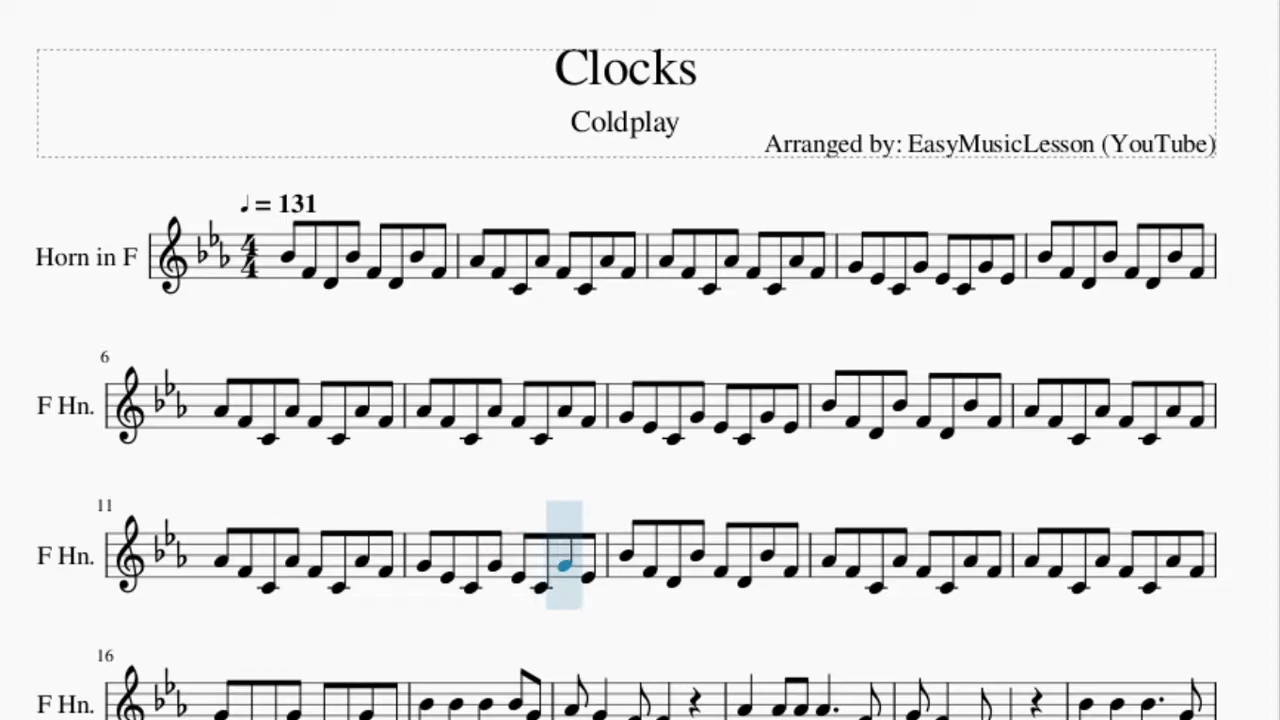 Clocks
Coldplay
Arranged by: EasyMusicLesson (YouTube)
♩ = 131
Horn in F
4
4
6
F Hn.
11
F Hn.
16
F Hn.